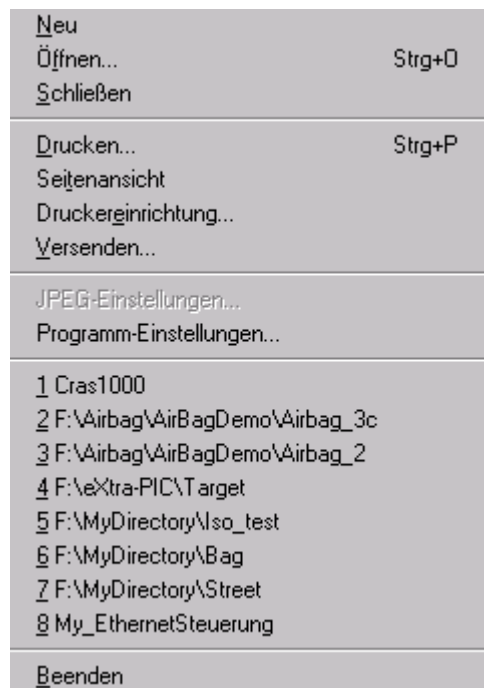 Neu
Öffnen... Strg+O
Schließen
Drucken... Strg+P
Seitenansicht
Druckereinrichtung...
Versenden...
JPEG-Einstellungen...
Programm-Einstellungen...
1 Cras1000
2 F:\Airbag\AirBagDemo\Airbag_3c
3 F:\Airbag\AirBagDemo\Airbag_2
4 F:\eXtra-PIC\Target
5 F:\MyDirectory\Iso_test
6 F:\MyDirectory\Bag
7 F:\MyDirectory\Street
8 My_EthernetSteuerung
Beenden